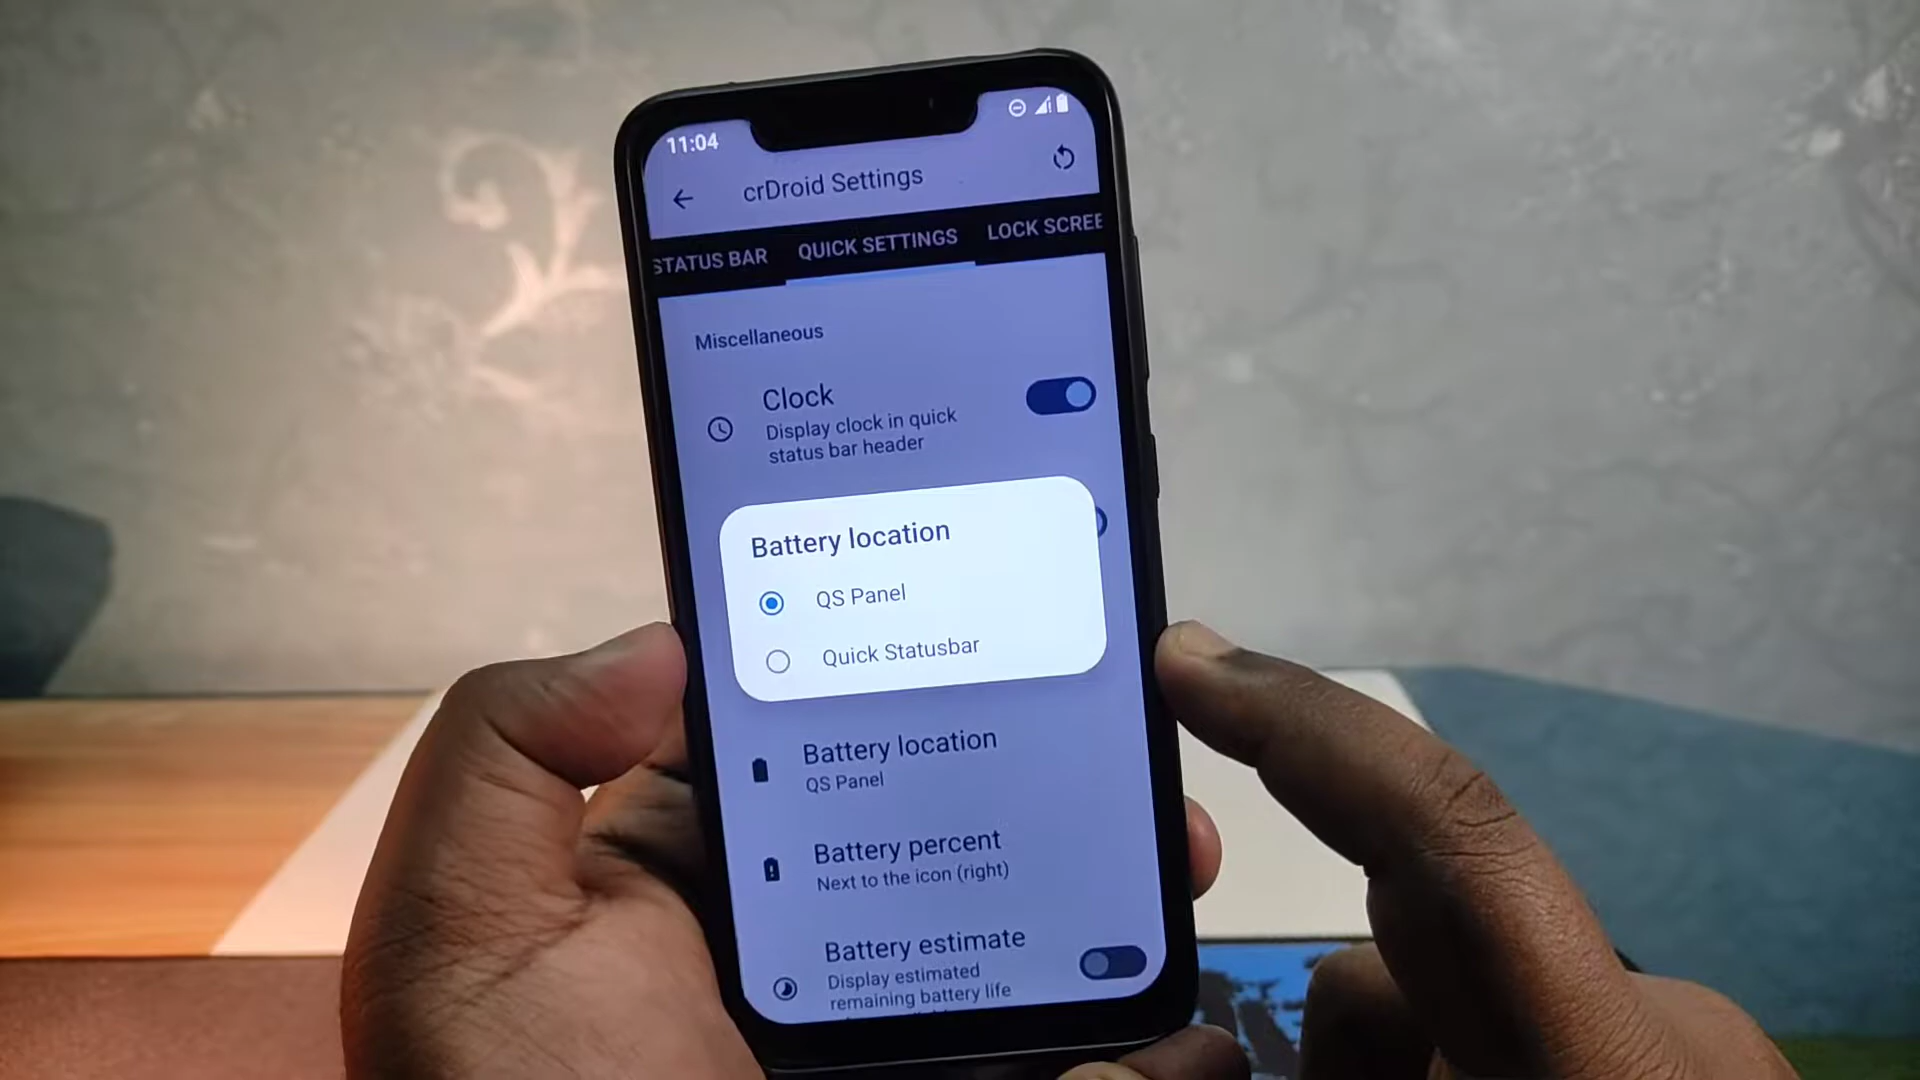 11:04
crDroid Settings
STATUS BAR QUICK SETTINGS LOCK SCREE
Miscellaneous
Clock
Display clock in quick
status bar header
Battery location
QS Panel
Quick Statusbar
Battery location
QS Panel
Battery percent
Next to the icon (right)
Battery estimate
Display estimated
remaining battery life